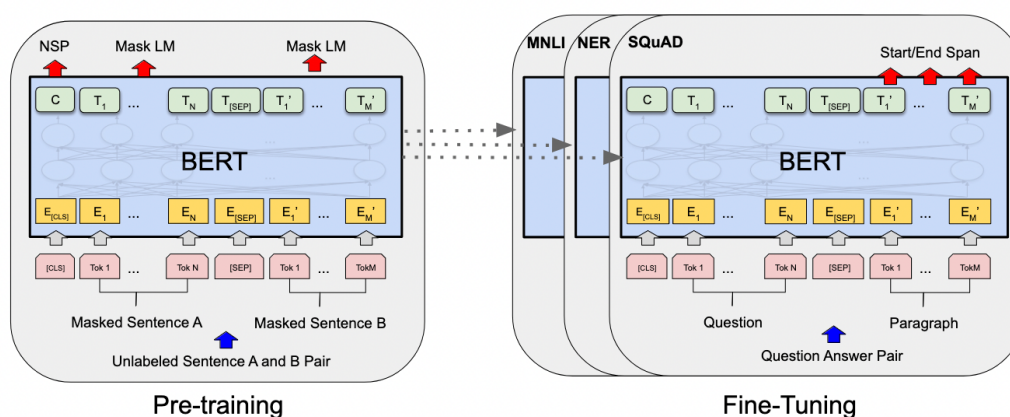 NSP Mask LM Mask LM
C T1 ... TN T[SEP] T1' ... TM'
BERT
E[CLS] E1 ... EN E[SEP] E1' ... EM'
[CLS] Tok 1 ... Tok N [SEP] Tok 1 ... TokM
Masked Sentence A Masked Sentence B
Unlabeled Sentence A and B Pair
Pre-training
MNLI NER SQuAD
Start/End Span
C T1 ... TN T[SEP] T1' ... TM'
BERT
E[CLS] E1 ... EN E[SEP] E1' ... EM'
[CLS] Tok 1 ... Tok N [SEP] Tok 1 ... TokM
Question Paragraph
Question Answer Pair
Fine-Tuning